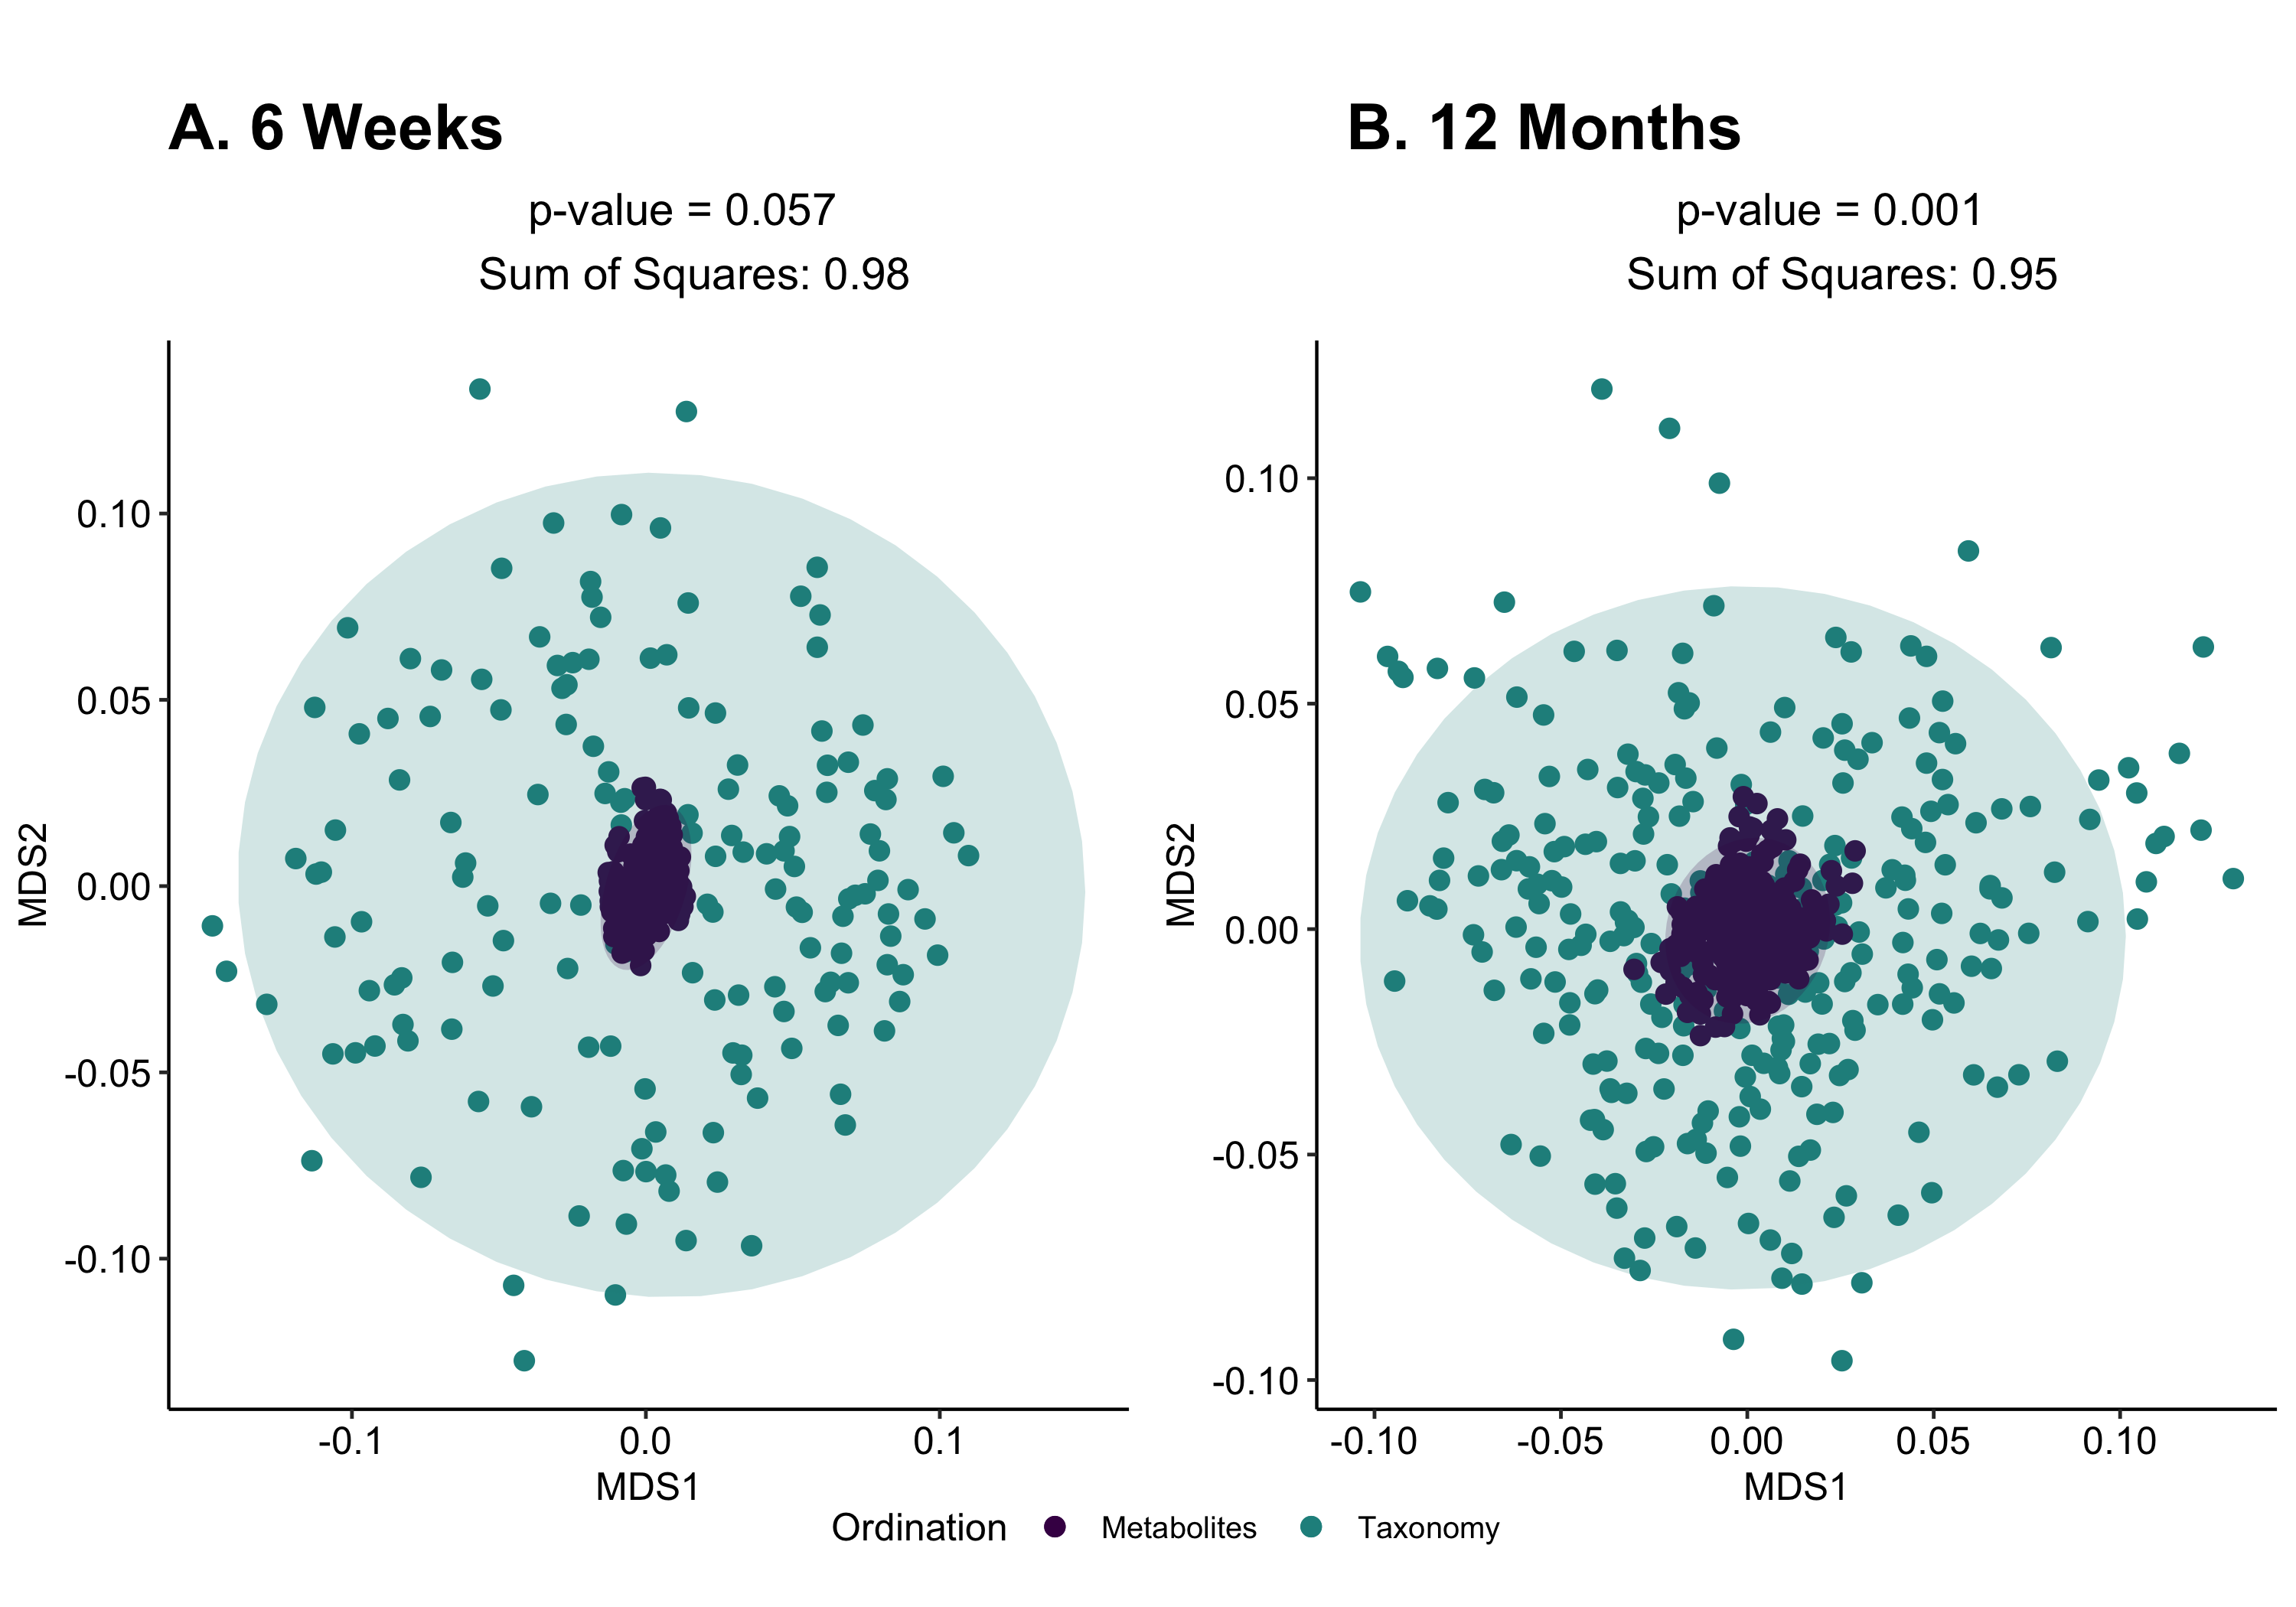 A. 6 Weeks
p-value = 0.057
Sum of Squares: 0.98
0.10
0.05
0.00
-0.05
-0.10
MDS2
-0.1 0.0 0.1
MDS1
B. 12 Months
p-value = 0.001
Sum of Squares: 0.95
0.10
0.05
0.00
-0.05
-0.10
MDS2
-0.10 -0.05 0.00 0.05 0.10
MDS1
Ordination Metabolites Taxonomy